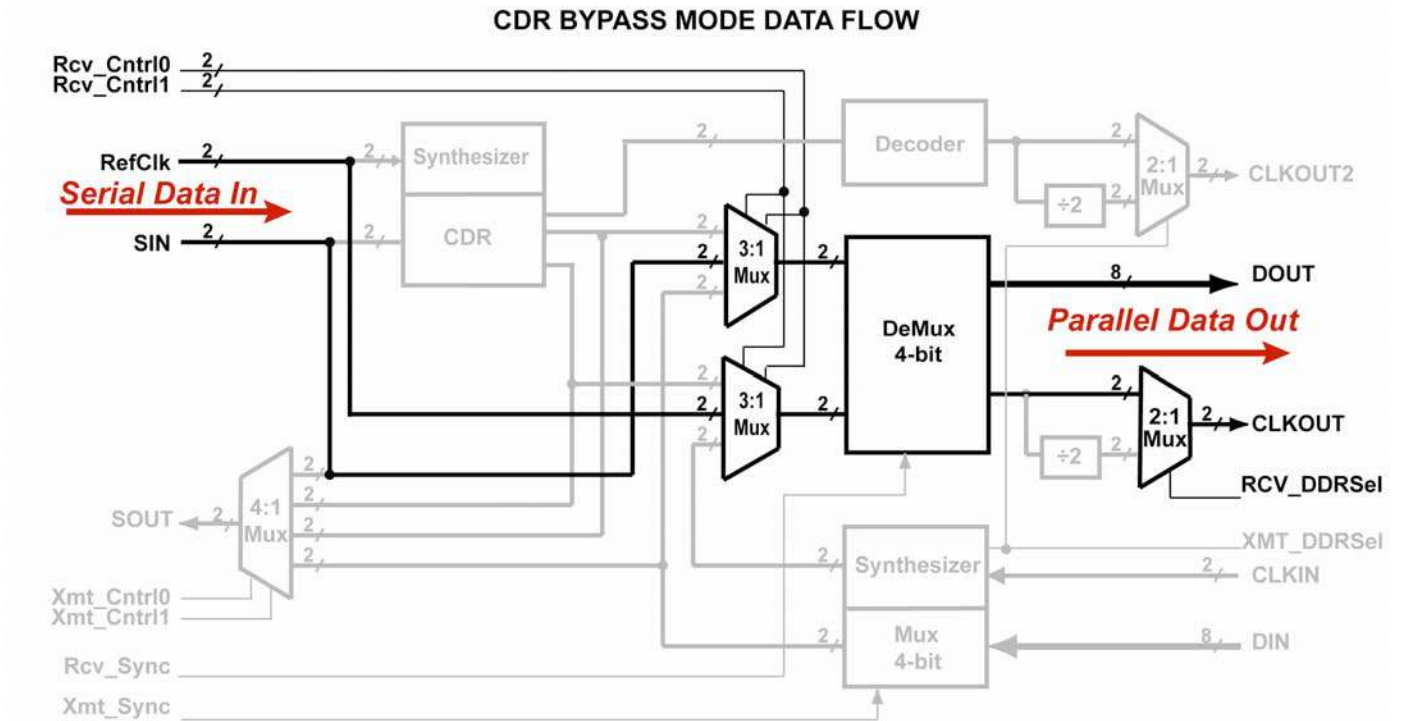 CDR BYPASS MODE DATA FLOW
Rcv_Cntrl0 2
Rcv_Cntrl1 2
RefClk 2
2
Synthesizer
2
Decoder
2
2:1
Mux
2
CLKOUT2
Serial Data In
÷2
2
SIN 2
2
CDR
2
2
2
3:1
Mux
2
8
DOUT
DeMux
4-bit
Parallel Data Out
2
2
2
3:1
Mux
2
2
2:1
Mux
2
CLKOUT
÷2
2
RCV_DDRSel
SOUT
2
4:1
Mux
2
2
2
2
2
Synthesizer
XMT_DDRSel
2
CLKIN
Xmt_Cntrl0
Xmt_Cntrl1
2
Mux
4-bit
8
DIN
Rcv_Sync
Xmt_Sync